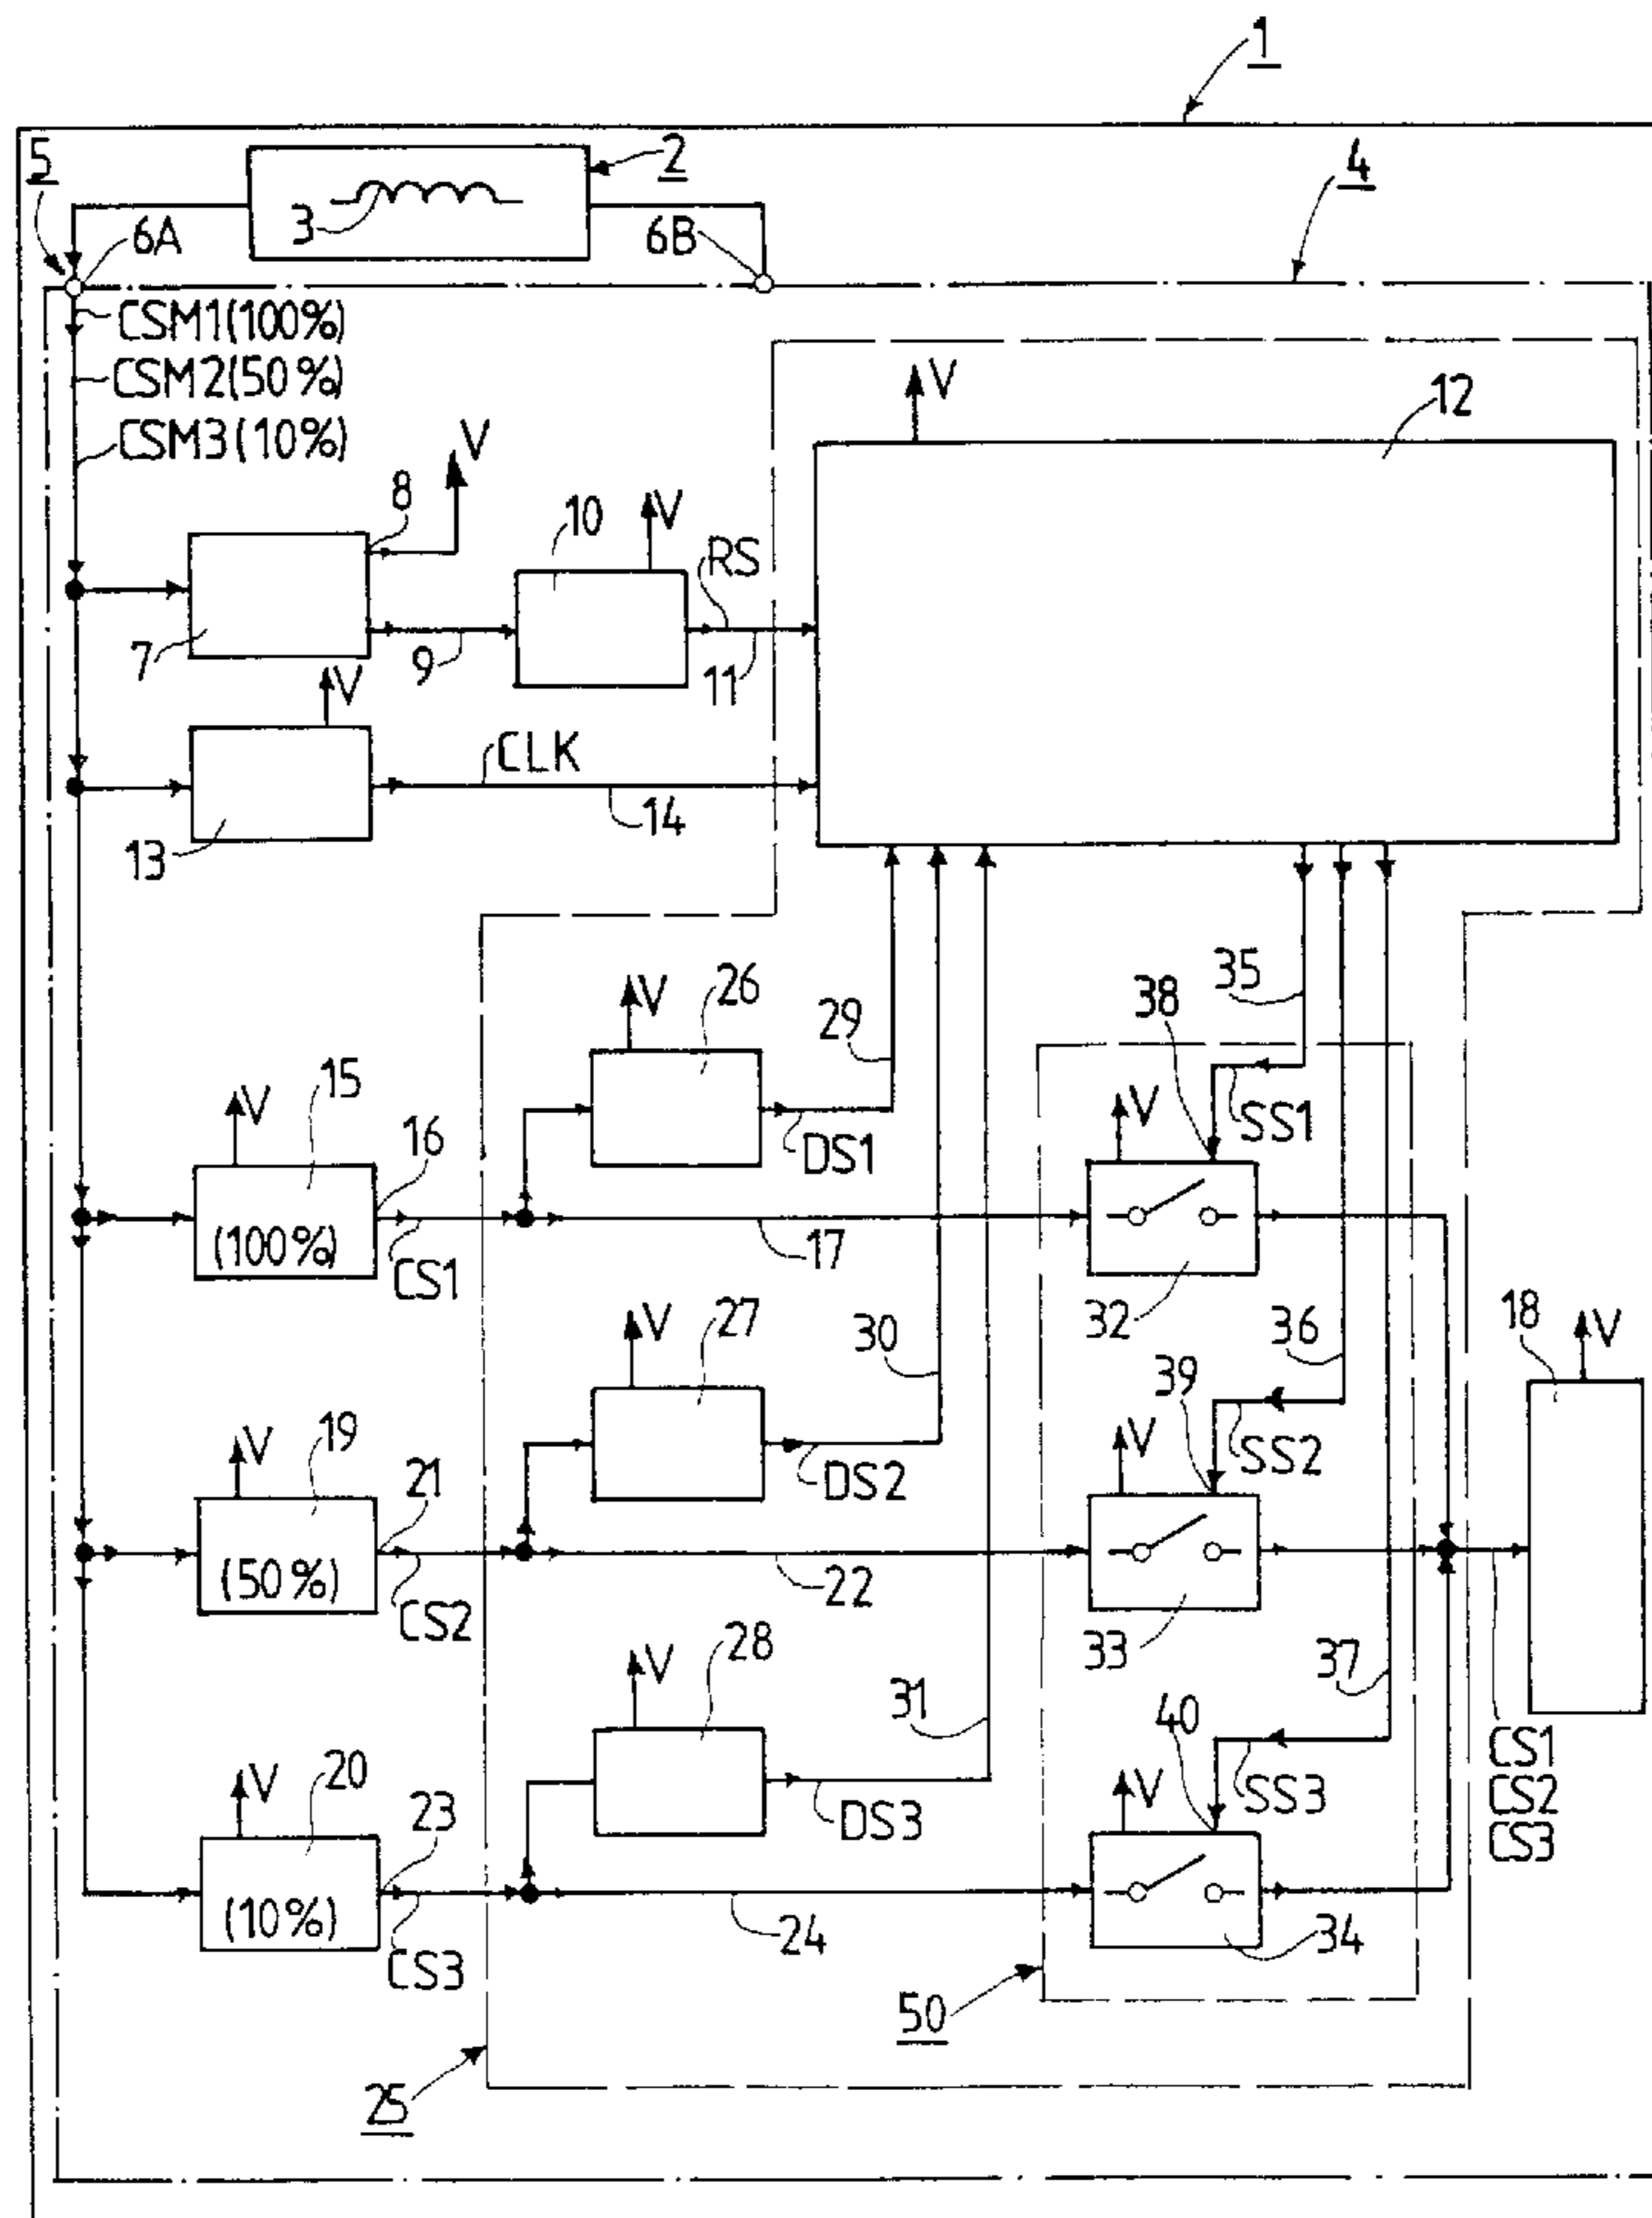 1
5
2
4
3
6A
6B
CSM1(100%)
CSM2(50%)
CSM3(10%)
V
12
V
8
10
V
RS
7
9
11
V
CLK
13
14
26
35
V
38
29
15
V
16
V
SS1
DS1
(100%)
CS1
17
32
27
V
30
36
18
V
39
19
V
21
V
SS2
DS2
(50%)
CS2
22
33
28
V
37
31
40
20
V
23
V
SS3
CS1
CS2
CS3
DS3
(10%)
CS3
24
34
50
25